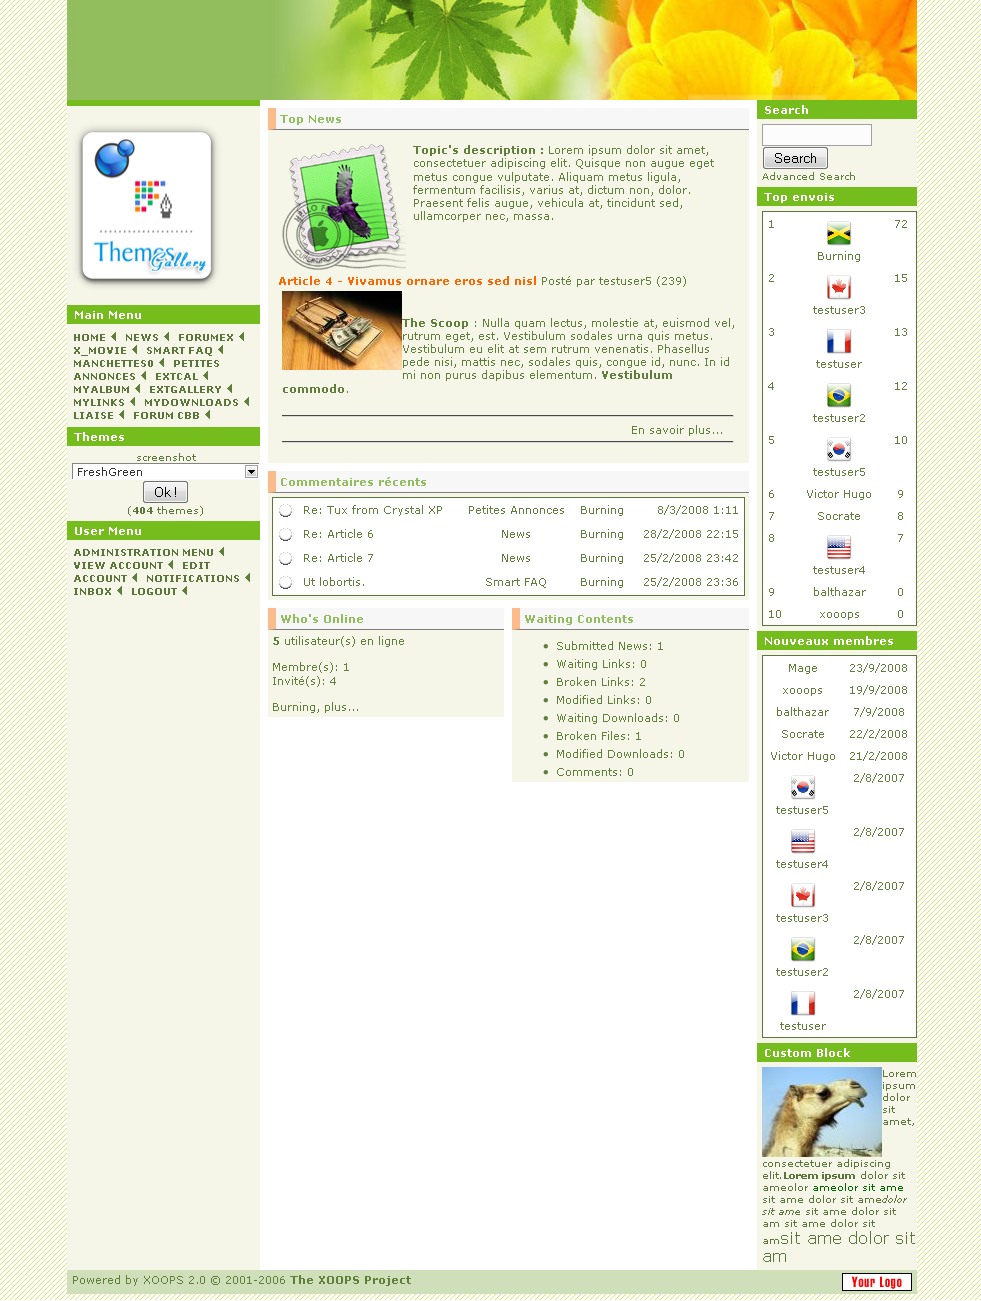 Themes
Gallery
Main Menu
HOME NEWS FORUMEX
X_MOVIE SMART FAQ
MANCHETTES0 PETITES
ANNONCES EXTCAL
MYALBUM EXTGALLERY
MYLINKS MYDOWNLOADS
LIAISE FORUM CBB
Themes
screenshot
FreshGreen
Ok !
(404 themes)
User Menu
ADMINISTRATION MENU
VIEW ACCOUNT EDIT
ACCOUNT NOTIFICATIONS
INBOX LOGOUT
Top News
Topic's description : Lorem ipsum dolor sit amet,
consectetuer adipiscing elit. Quisque non augue eget
metus congue vulputate. Aliquam metus ligula,
fermentum facilisis, varius at, dictum non, dolor.
Praesent felis augue, vehicula at, tincidunt sed,
ullamcorper nec, massa.
Article 4 - Vivamus ornare eros sed nisl Posté par testuser5 (239)
The Scoop : Nulla quam lectus, molestie at, euismod vel,
rutrum eget, est. Vestibulum sodales urna quis metus.
Vestibulum eu elit at sem rutrum venenatis. Phasellus
pede nisi, mattis nec, sodales quis, congue id, nunc. In id
mi non purus dapibus elementum. Vestibulum
commodo.
En savoir plus...
Commentaires récents
Re: Tux from Crystal XP Petites Annonces Burning 8/3/2008 1:11
Re: Article 6 News Burning 28/2/2008 22:15
Re: Article 7 News Burning 25/2/2008 23:42
Ut lobortis. Smart FAQ Burning 25/2/2008 23:36
Who's Online
5 utilisateur(s) en ligne
Membre(s): 1
Invité(s): 4
Burning, plus...
Waiting Contents
Submitted News: 1
Waiting Links: 0
Broken Links: 2
Modified Links: 0
Waiting Downloads: 0
Broken Files: 1
Modified Downloads: 0
Comments: 0
Search
Search
Advanced Search
Top envois
1 Burning 72
2 testuser3 15
3 testuser 13
4 testuser2 12
5 testuser5 10
6 Victor Hugo 9
7 Socrate 8
8 testuser4 7
9 balthazar 0
10 xooops 0
Nouveaux membres
Mage 23/9/2008
xooops 19/9/2008
balthazar 7/9/2008
Socrate 22/2/2008
Victor Hugo 21/2/2008
testuser5 2/8/2007
testuser4 2/8/2007
testuser3 2/8/2007
testuser2 2/8/2007
testuser 2/8/2007
Custom Block
Lorem
ipsum
dolor
sit
amet,
consectetuer adipiscing
elit.Lorem ipsum dolor sit
ameolor ameolor sit ame
sit ame dolor sit amedolor
sit ame sit ame dolor sit
am sit ame dolor sit
amsit ame dolor sit
am
Powered by XOOPS 2.0 © 2001-2006 The XOOPS Project
Your Logo